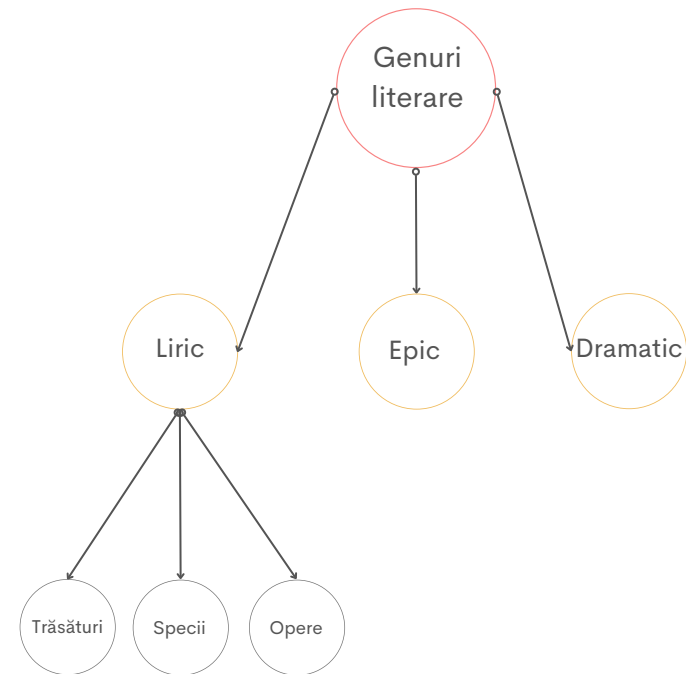 Genuri
literare
Liric
Epic
Dramatic
Trăsături
Specii
Opere